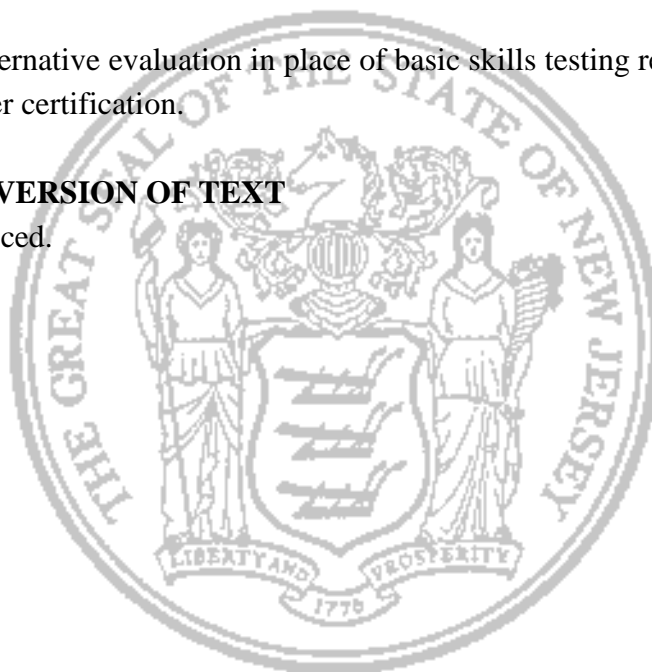 ernative evaluation in place of basic skills testing re
er certification.
VERSION OF TEXT
ced.
THE GREAT SEAL OF THE STATE OF NEW JERSEY
LIBERTY AND PROSPERITY
1776